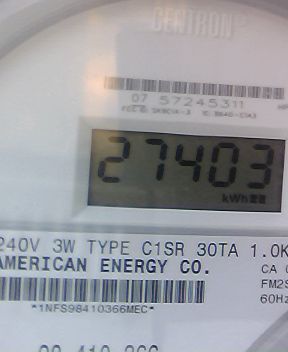 CENTRON
07 57245311
27403
kWh
240V 3W TYPE C1SR 30TA 1.0K
AMERICAN ENERGY CO.
CA
FM2S
60Hz
*1NFS98410366MEC*